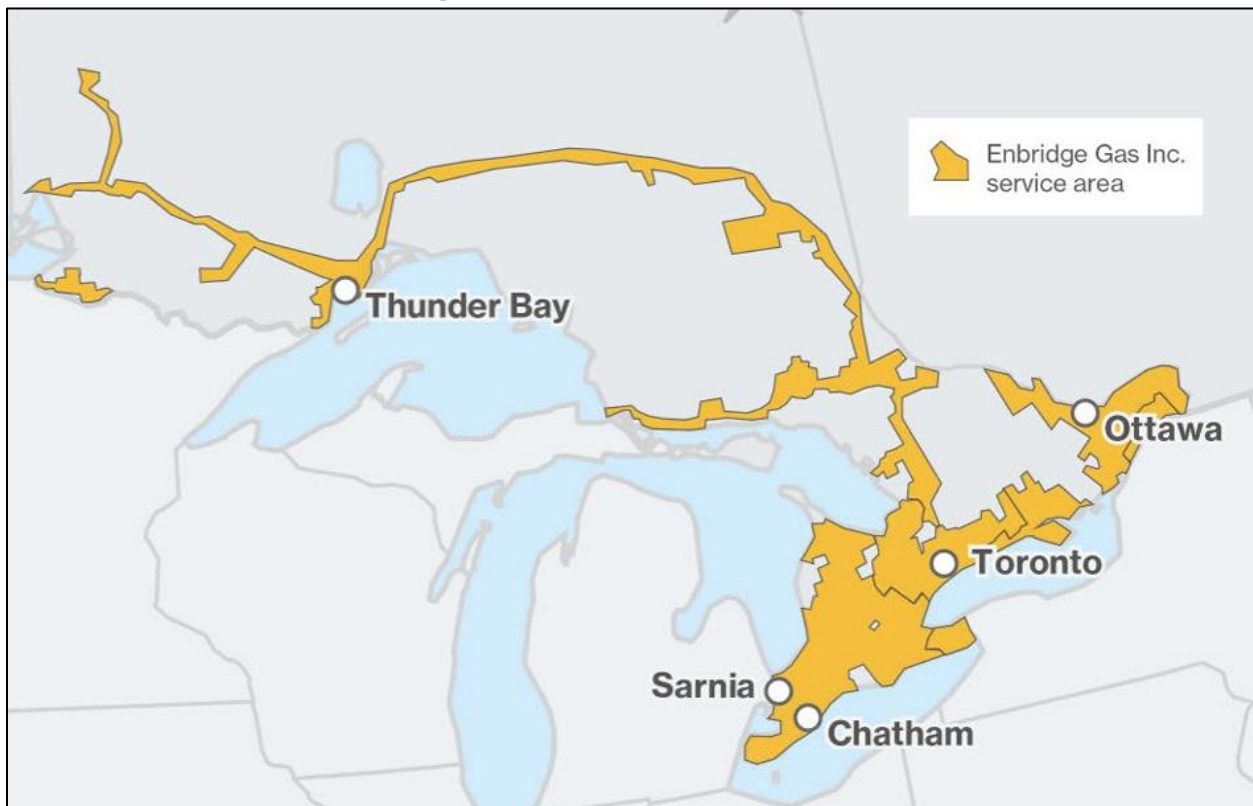 Enbridge Gas Inc.
service area
Thunder Bay
Ottawa
Toronto
Sarnia
Chatham